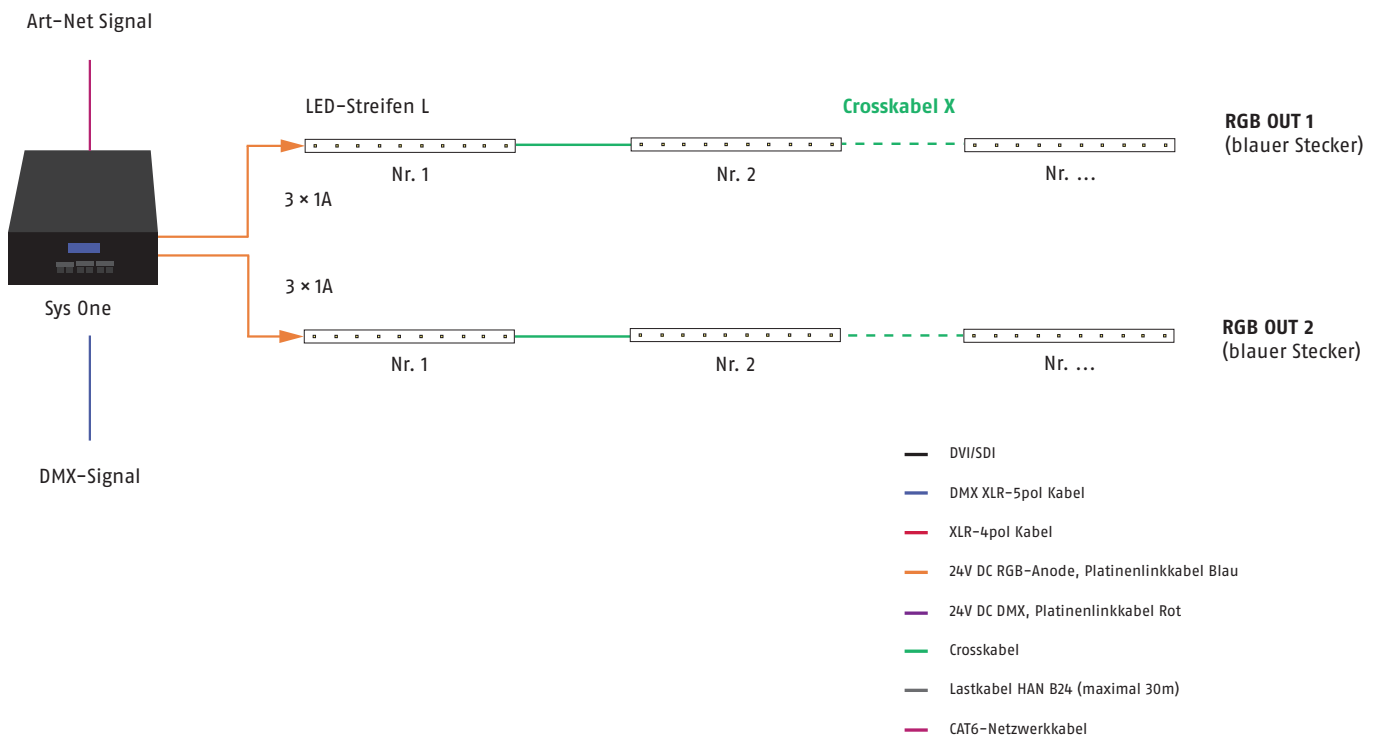 Art-Net Signal
LED-Streifen L
Crosskabel X
RGB OUT 1
(blauer Stecker)
Nr. 1
Nr. 2
Nr. ...
3 × 1A
3 × 1A
Sys One
RGB OUT 2
(blauer Stecker)
Nr. 1
Nr. 2
Nr. ...
DMX-Signal
DVI/SDI
DMX XLR-5pol Kabel
XLR-4pol Kabel
24V DC RGB-Anode, Platinenlinkkabel Blau
24V DC DMX, Platinenlinkkabel Rot
Crosskabel
Lastkabel HAN B24 (maximal 30m)
CAT6-Netzwerkkabel